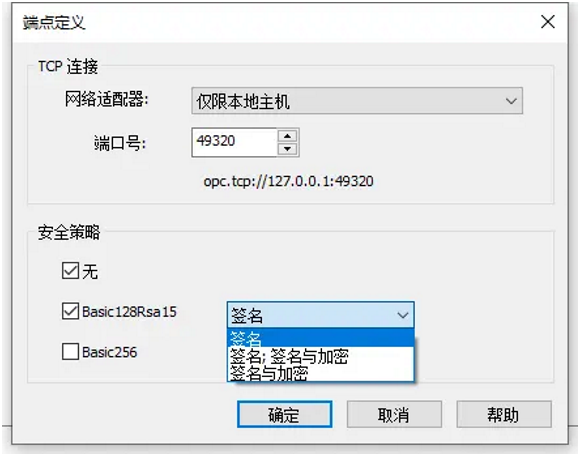 端点定义
TCP 连接
网络适配器: 仅限本地主机
端口号: 49320
opc.tcp://127.0.0.1:49320
安全策略
无
Basic128Rsa15 签名
签名
签名; 签名与加密
Basic256 签名与加密
确定 取消 帮助